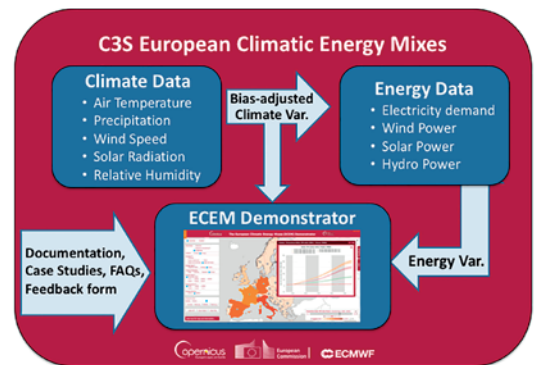 C3S European Climatic Energy Mixes
Climate Data
• Air Temperature
• Precipitation
• Wind Speed
• Solar Radiation
• Relative Humidity
Bias-adjusted
Climate Var.
Energy Data
• Electricity demand
• Wind Power
• Solar Power
• Hydro Power
ECEM Demonstrator
Documentation,
Case Studies, FAQs,
Feedback form
Energy Var.
Copernicus
European
Commission
ECMWF